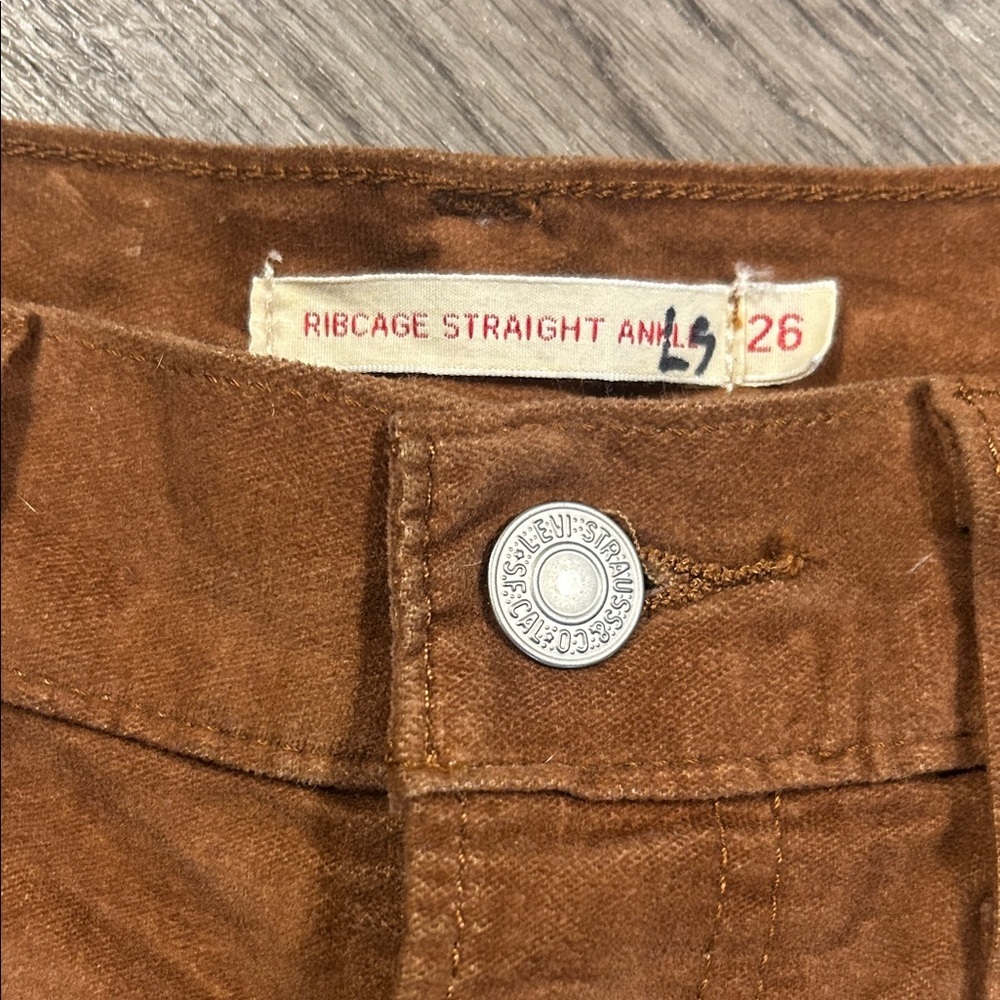 RIBCAGE STRAIGHT ANKLE 26
LS
LEVI STRAUSS & CO S.F. CAL